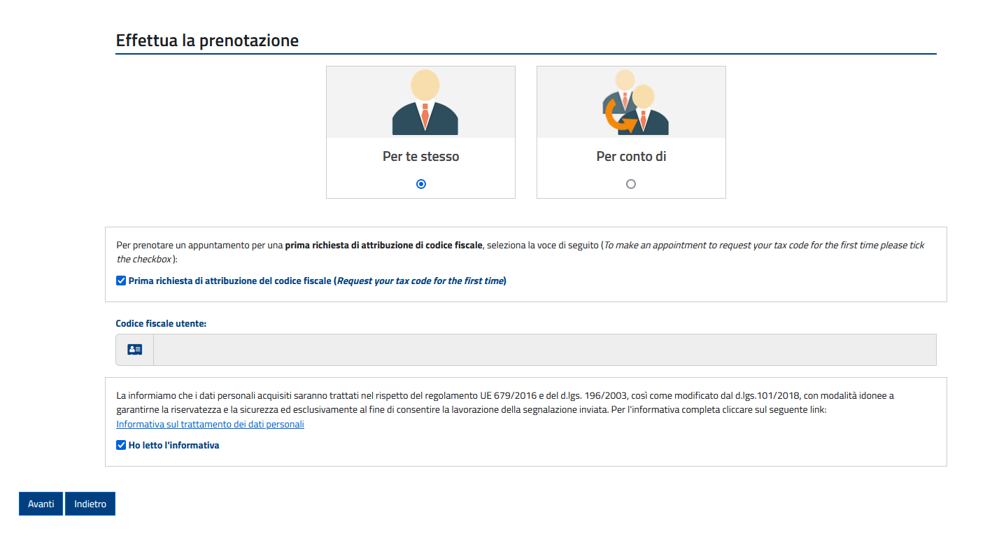 Effettua la prenotazione
Per te stesso
Per conto di
Per prenotare un appuntamento per una prima richiesta di attribuzione di codice fiscale, seleziona la voce di seguito (To make an appointment to request your tax code for the first time please tick
the checkbox):
Prima richiesta di attribuzione del codice fiscale (Request your tax code for the first time)
Codice fiscale utente:
La informiamo che i dati personali acquisiti saranno trattati nel rispetto del regolamento UE 679/2016 e del d.lgs. 196/2003, così come modificato dal d.lgs.101/2018, con modalità idonee a
garantirne la riservatezza e la sicurezza ed esclusivamente al fine di consentire la lavorazione della segnalazione inviata. Per l'informativa completa cliccare sul seguente link:
Informativa sul trattamento dei dati personali
Ho letto l'informativa
Avanti
Indietro